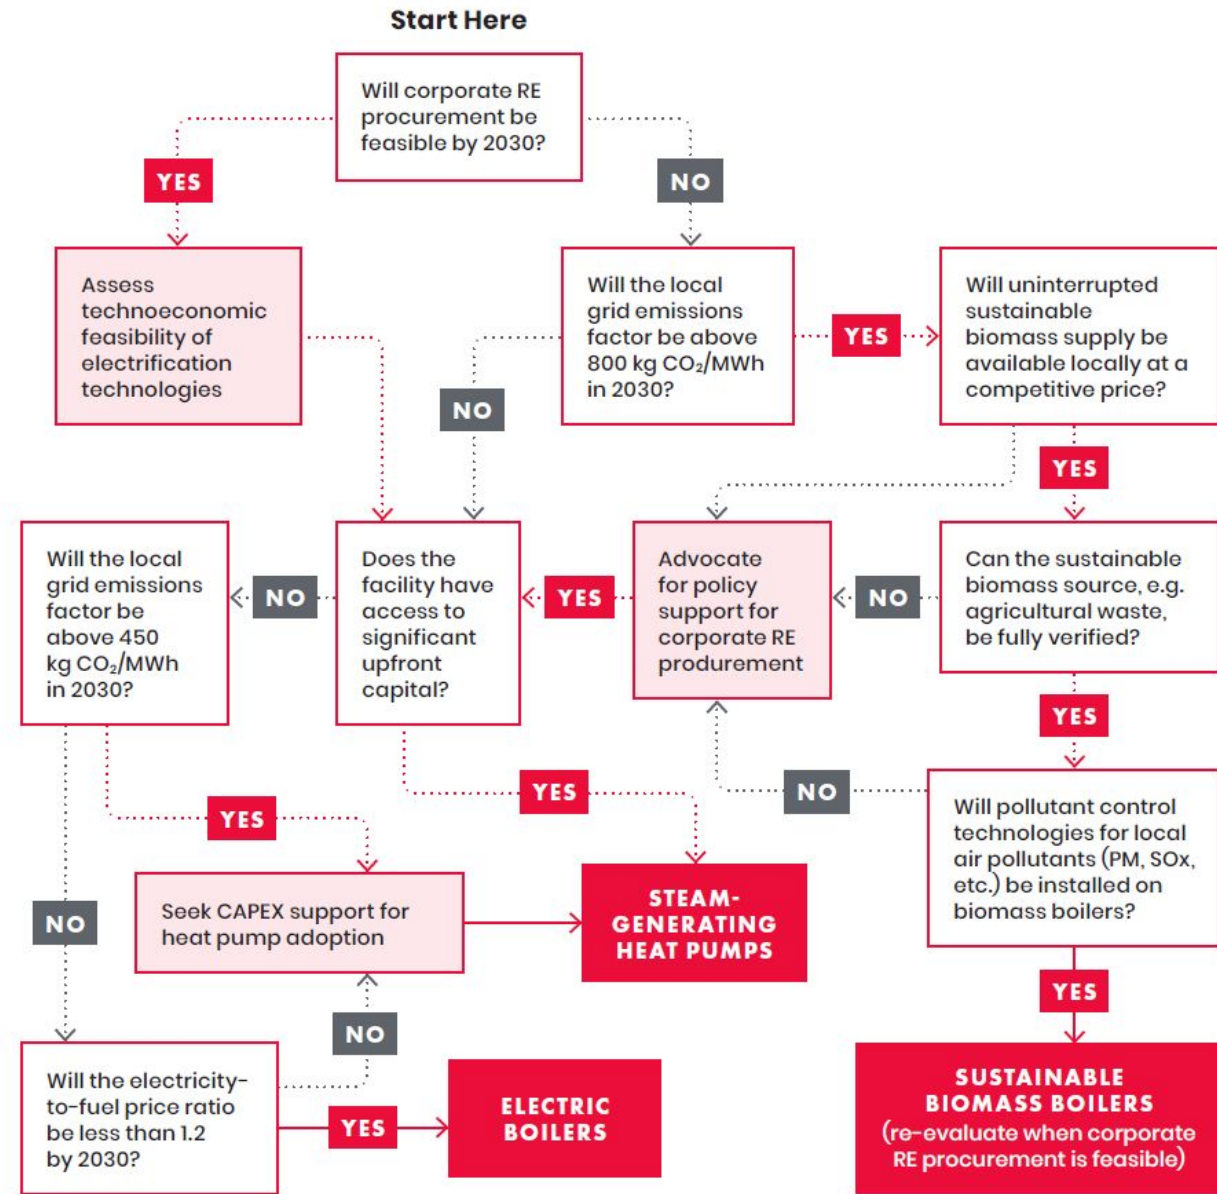 Start Here
Will corporate RE
procurement be
feasible by 2030?
YES
NO
Assess
technoeconomic
feasibility of
electrification
technologies
Will the local
grid emissions
factor be above
800 kg CO₂/MWh
in 2030?
YES
Will uninterrupted
sustainable
biomass supply be
available locally at a
competitive price?
NO
YES
Will the local
grid emissions
factor be
above 450
kg CO₂/MWh
in 2030?
NO
Does the
facility have
access to
significant
upfront
capital?
YES
Advocate
for policy
support for
corporate RE
produrement
NO
Can the sustainable
biomass source, e.g.
agricultural waste,
be fully verified?
YES
YES
YES
NO
Will pollutant control
technologies for local
air pollutants (PM, SOx,
etc.) be installed on
biomass boilers?
NO
Seek CAPEX support for
heat pump adoption
STEAM-
GENERATING
HEAT PUMPS
YES
NO
Will the electricity-
to-fuel price ratio
be less than 1.2
by 2030?
YES
ELECTRIC
BOILERS
SUSTAINABLE
BIOMASS BOILERS
(re-evaluate when corporate
RE procurement is feasible)